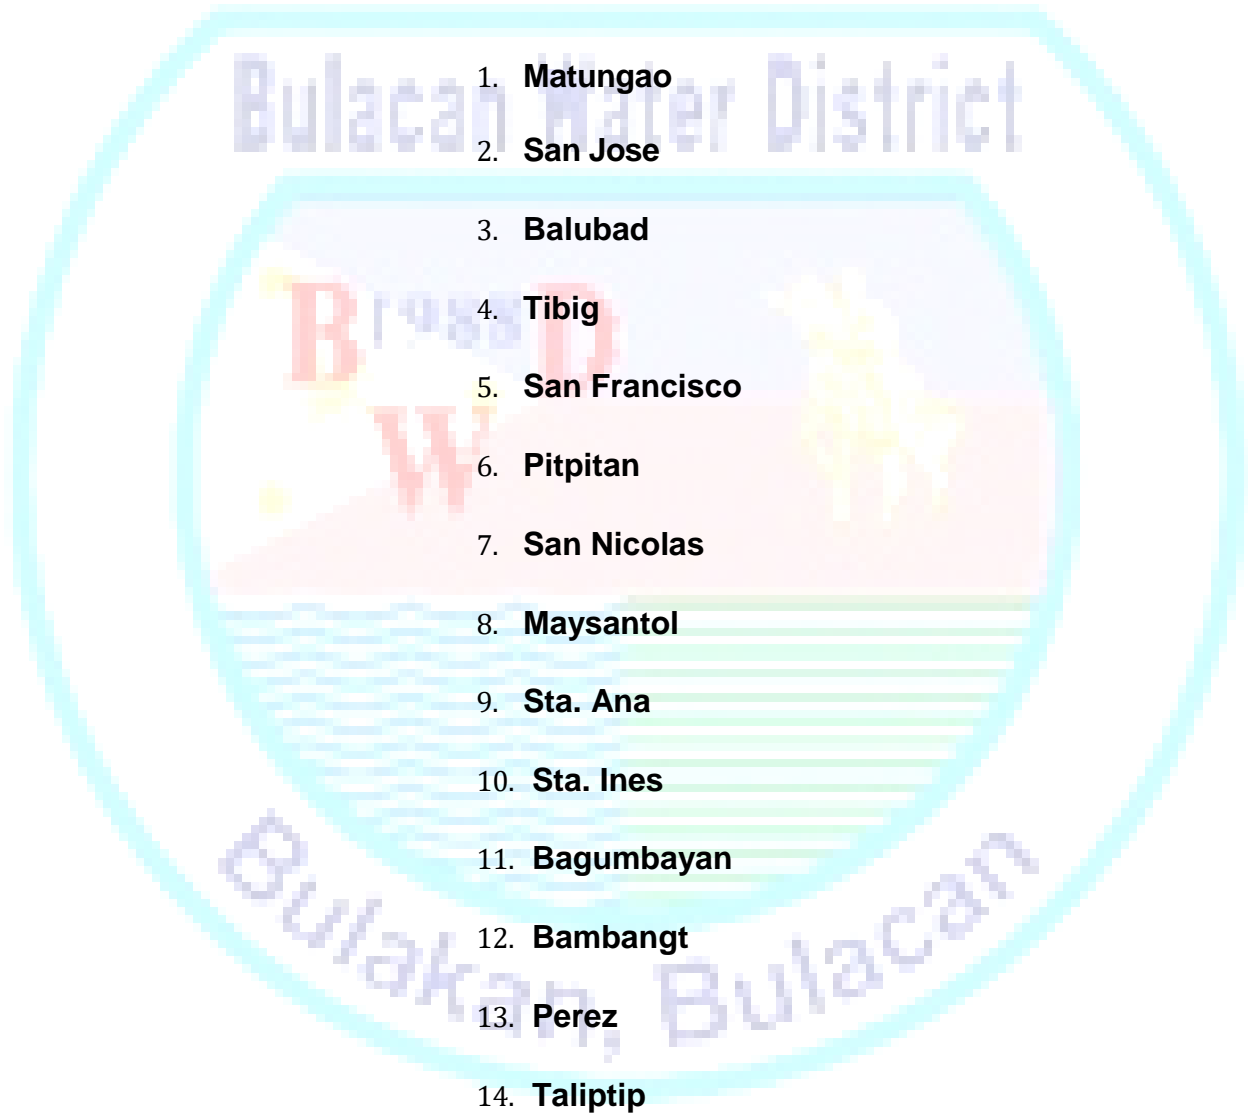 Bulacan Water District
1. Matungao
2. San Jose
3. Balubad
B 1988 D
4. Tibig
5. San Francisco
W
6. Pitpitan
7. San Nicolas
8. Maysantol
9. Sta. Ana
10. Sta. Ines
11. Bagumbayan
12. Bambangt
Bulakan, Bulacan
13. Perez
14. Taliptip